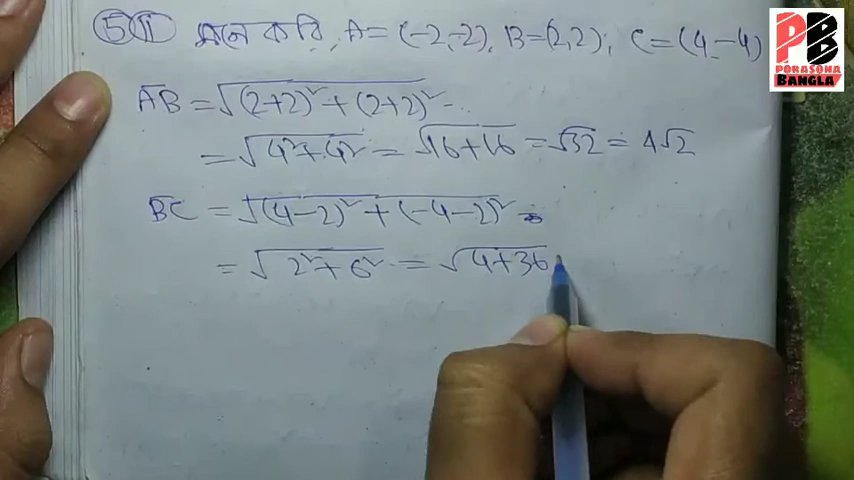 PB
PORASONA
BANGLA
5 ii মনে করি, A = (-2,-2), B = (2,2), C = (4,-4)
AB = √(2+2)² + (2+2)²
= √4²+4² = √16+16 = √32 = 4√2
BC = √(4-2)² + (-4-2)²
= √2²+6² = √4+36